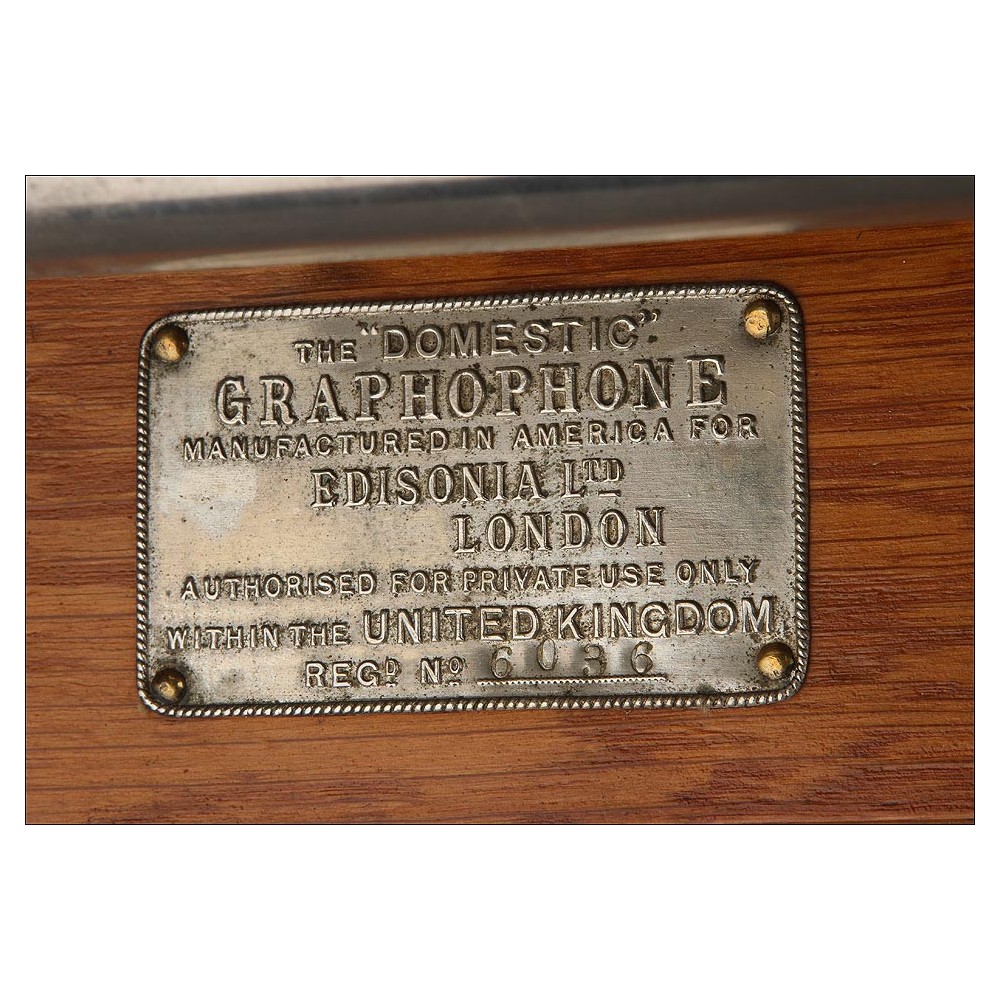 THE "DOMESTIC"
GRAPHOPHONE
MANUFACTURED IN AMERICA FOR
EDISONIA LTD
LONDON
AUTHORISED FOR PRIVATE USE ONLY
WITHIN THE UNITED KINGDOM
REGD No 6036